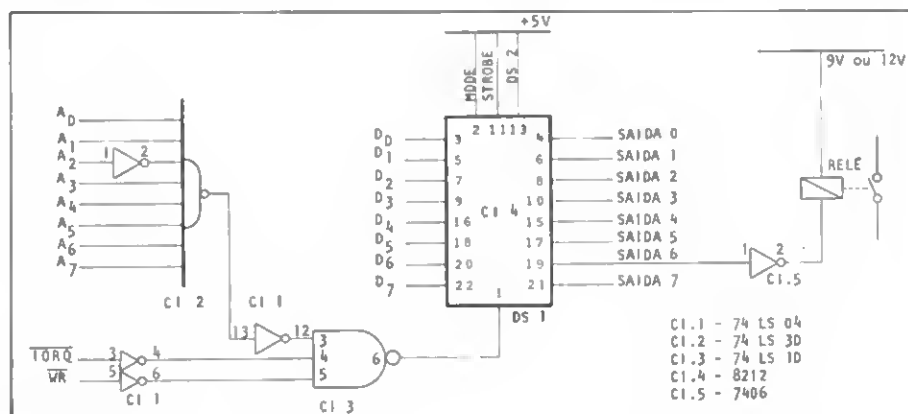 +5V
9V ou 12V
MODE
STROBE
DS 2
2 1113
A0
A1
1 2
A2
A3
A4
A5
A6
A7
CI 2
D0 3 4 SAIDA 0
D1 5 6 SAIDA 1
D2 7 8 SAIDA 2
D3 9 10 SAIDA 3
D4 16 15 SAIDA 4
D5 18 17 SAIDA 5
D6 20 19 SAIDA 6
D7 22 21 SAIDA 7
CI 4
1
DS 1
RELÉ
1 2
CI.5
CI 1
13 12 3
IORQ 3 4 4
WR 5 6 5
6
CI 1
CI 3
CI.1 - 74 LS 04
CI.2 - 74 LS 30
CI.3 - 74 LS 10
CI.4 - 8212
CI.5 - 7406